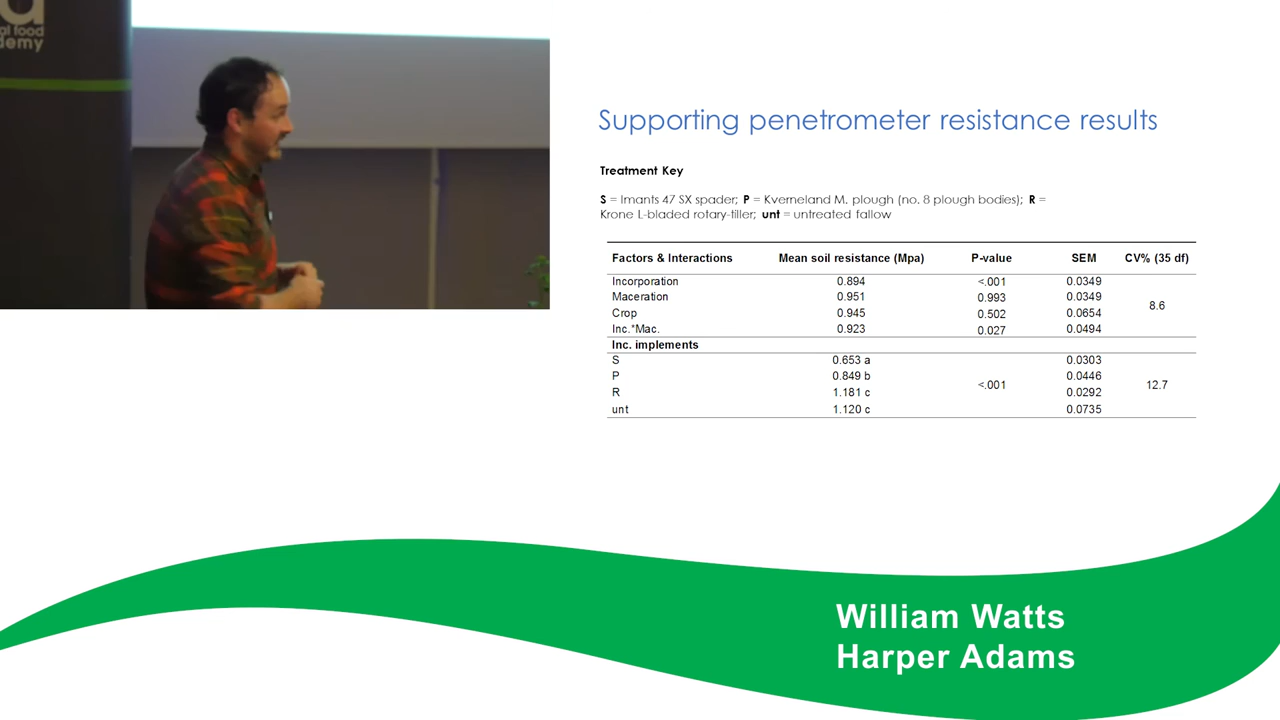 al food
demy
Supporting penetrometer resistance results
Treatment Key
S = Imants 47 SX spader; P = Kverneland M. plough (no. 8 plough bodies); R =
Krone L-bladed rotary-tiller; unt = untreated fallow
Factors & Interactions Mean soil resistance (Mpa) P-value SEM CV% (35 df)
Incorporation 0.894 <.001 0.0349
Maceration 0.951 0.993 0.0349
8.6
Crop 0.945 0.502 0.0654
Inc.*Mac. 0.923 0.027 0.0494
Inc. implements
S 0.653 a 0.0303
P 0.849 b 0.0446
<.001 12.7
R 1.181 c 0.0292
unt 1.120 c 0.0735
William Watts
Harper Adams